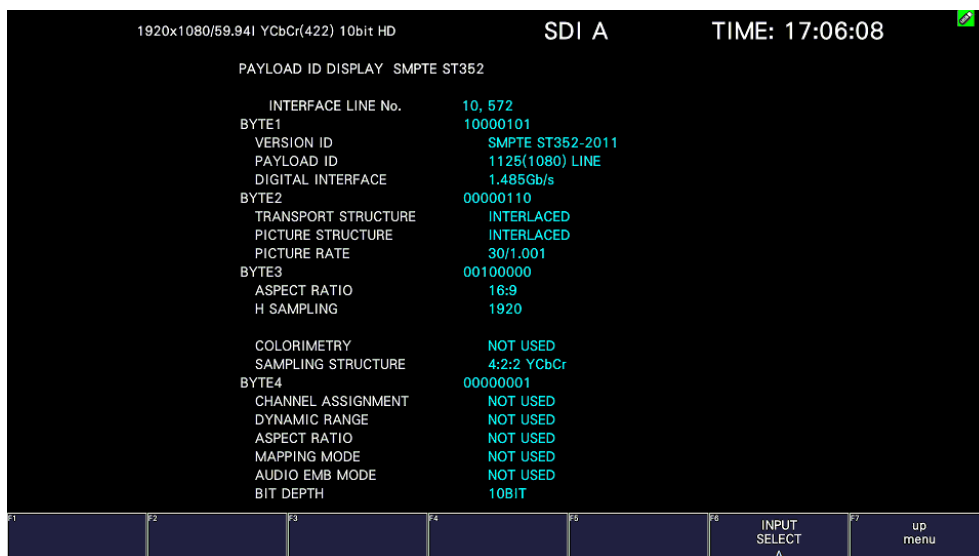 1920x1080/59.94I YCbCr(422) 10bit HD SDI A TIME: 17:06:08
PAYLOAD ID DISPLAY SMPTE ST352
INTERFACE LINE No. 10, 572
BYTE1 10000101
VERSION ID SMPTE ST352-2011
PAYLOAD ID 1125(1080) LINE
DIGITAL INTERFACE 1.485Gb/s
BYTE2 00000110
TRANSPORT STRUCTURE INTERLACED
PICTURE STRUCTURE INTERLACED
PICTURE RATE 30/1.001
BYTE3 00100000
ASPECT RATIO 16:9
H SAMPLING 1920
COLORIMETRY NOT USED
SAMPLING STRUCTURE 4:2:2 YCbCr
BYTE4 00000001
CHANNEL ASSIGNMENT NOT USED
DYNAMIC RANGE NOT USED
ASPECT RATIO NOT USED
MAPPING MODE NOT USED
AUDIO EMB MODE NOT USED
BIT DEPTH 10BIT
F1 F2 F3 F4 F5 F6 F7
INPUT up
SELECT menu
A